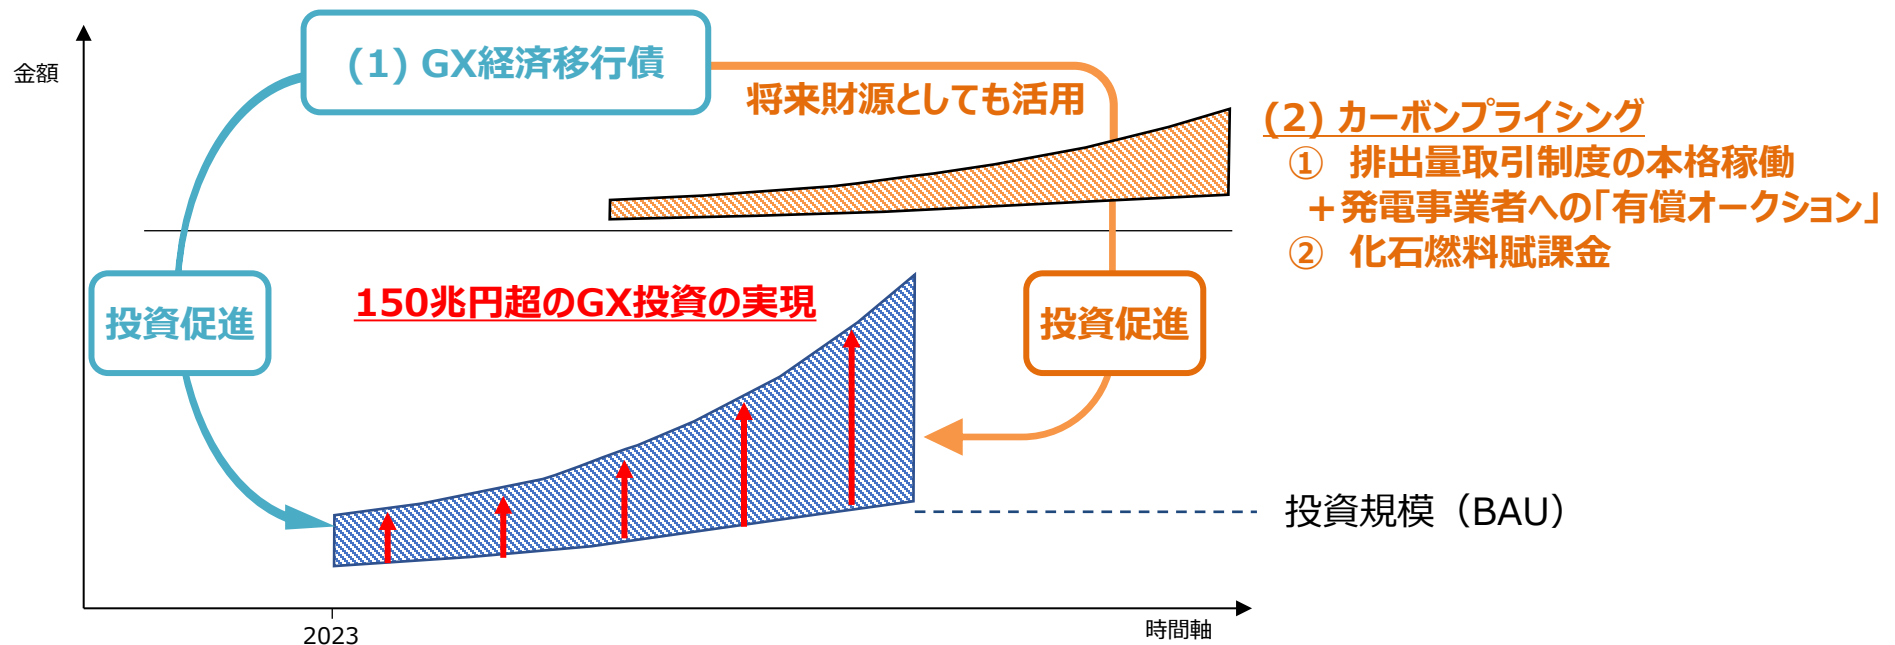 金額
(1) GX経済移行債
将来財源としても活用
(2) カーボンプライシング
① 排出量取引制度の本格稼働
+発電事業者への「有償オークション」
② 化石燃料賦課金
投資促進
150兆円超のGX投資の実現
投資促進
投資規模（BAU）
2023
時間軸